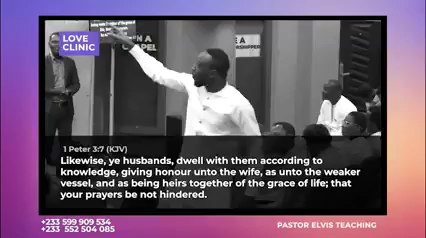 LOVE
CLINIC
1 Peter 3:7 (KJV)
Likewise, ye husbands, dwell with them according to
knowledge, giving honour unto the wife, as unto the weaker
vessel, and as being heirs together of the grace of life; that
your prayers be not hindered.
+233 599 909 534
+233 552 504 085
PASTOR ELVIS TEACHING